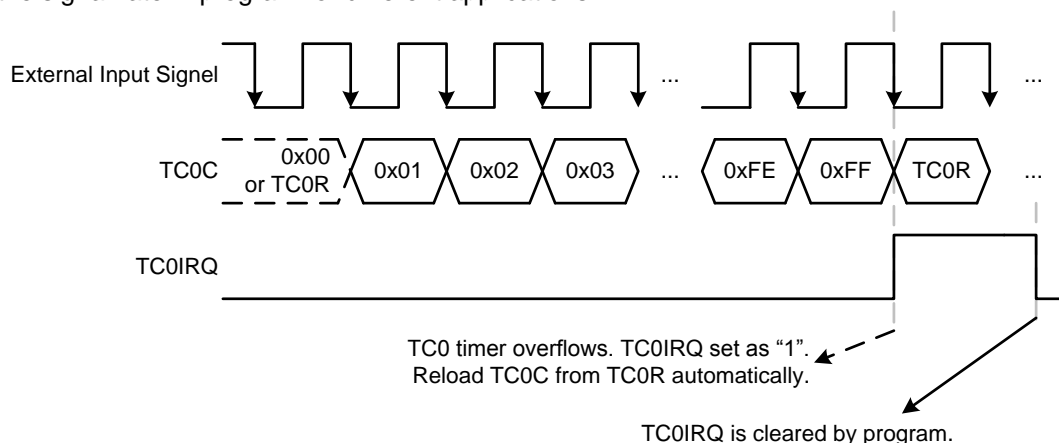 External Input Signel
...
...
TC0C
0x00
or TC0R
0x01
0x02
0x03
...
0xFE
0xFF
TC0R
...
TC0IRQ
TC0 timer overflows. TC0IRQ set as “1”.
Reload TC0C from TC0R automatically.
TC0IRQ is cleared by program.